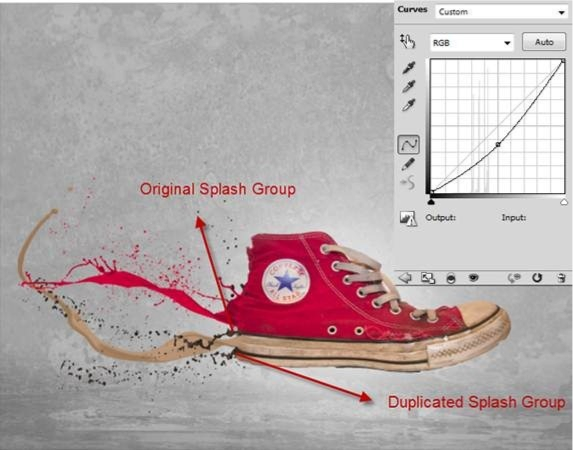 Curves
Custom
RGB
Auto
Output:
Input:
Original Splash Group
ALL STAR
Duplicated Splash Group